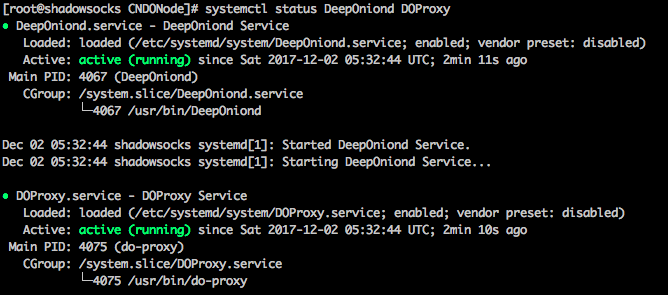 [root@shadowsocks CNDONode]# systemctl status DeepOniond DOProxy
● DeepOniond.service - DeepOniond Service
Loaded: loaded (/etc/systemd/system/DeepOniond.service; enabled; vendor preset: disabled)
Active: active (running) since Sat 2017-12-02 05:32:44 UTC; 2min 11s ago
Main PID: 4067 (DeepOniond)
CGroup: /system.slice/DeepOniond.service
└─4067 /usr/bin/DeepOniond
Dec 02 05:32:44 shadowsocks systemd[1]: Started DeepOniond Service.
Dec 02 05:32:44 shadowsocks systemd[1]: Starting DeepOniond Service...
● DOProxy.service - DOProxy Service
Loaded: loaded (/etc/systemd/system/DOProxy.service; enabled; vendor preset: disabled)
Active: active (running) since Sat 2017-12-02 05:32:44 UTC; 2min 10s ago
Main PID: 4075 (do-proxy)
CGroup: /system.slice/DOProxy.service
└─4075 /usr/bin/do-proxy